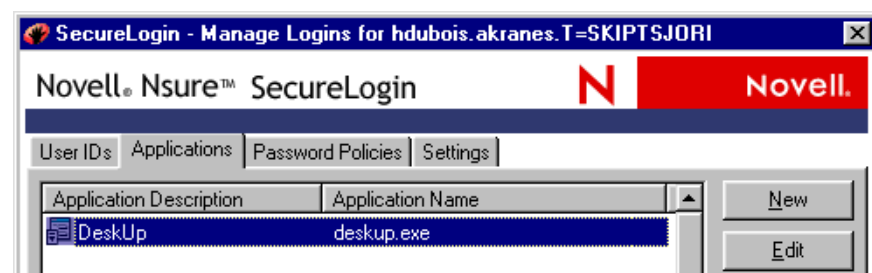 SecureLogin - Manage Logins for hdubois.akranes.T=SKIPTSJORI
Novell® Nsure™ SecureLogin N Novell.
User IDs Applications Password Policies Settings
Application Description Application Name New
DeskUp deskup.exe
Edit